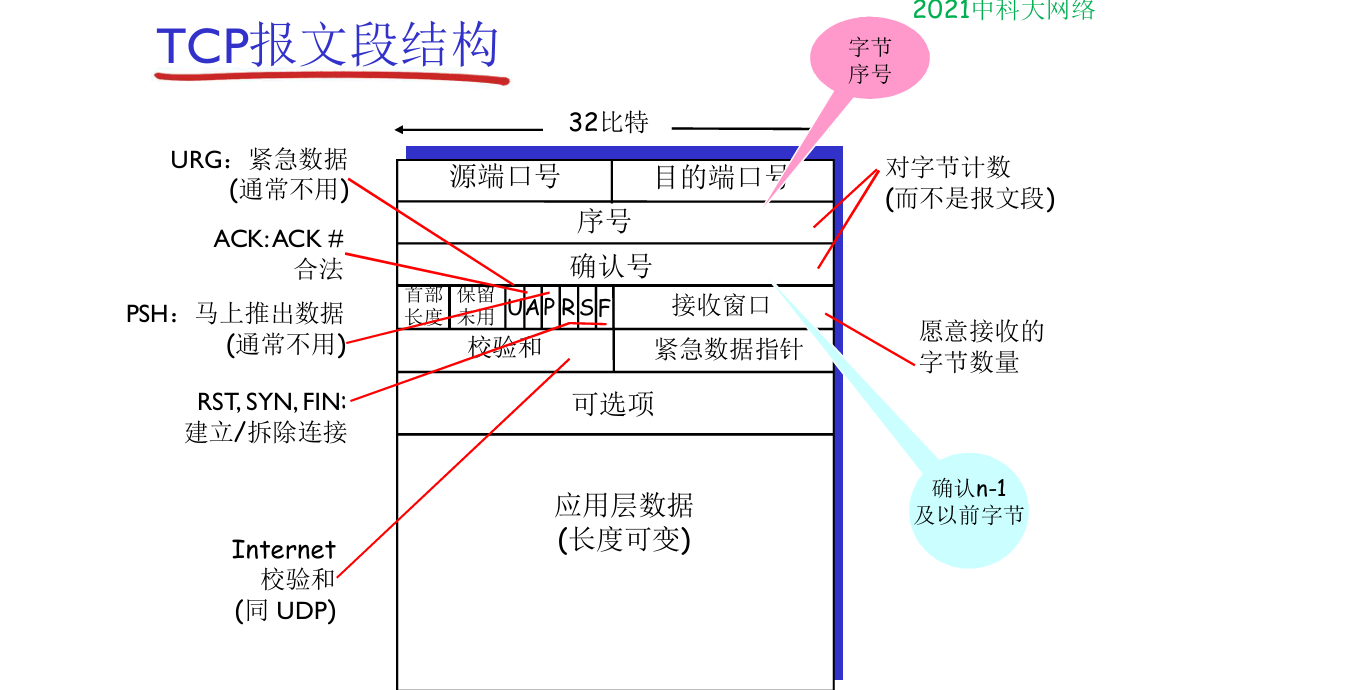 2021中科大网络
TCP报文段结构
字节
序号
32比特
URG：紧急数据
(通常不用)
源端口号
目的端口号
对字节计数
(而不是报文段)
序号
ACK:ACK #
合法
确认号
首部
长度
保留
未用
U A P R S F
接收窗口
PSH：马上推出数据
(通常不用)
愿意接收的
字节数量
校验和
紧急数据指针
RST, SYN, FIN:
建立/拆除连接
可选项
确认n-1
及以前字节
应用层数据
(长度可变)
Internet
校验和
(同 UDP)